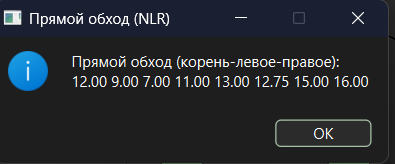 Прямой обход (NLR)
Прямой обход (корень-левое-правое):
12.00 9.00 7.00 11.00 13.00 12.75 15.00 16.00
OK